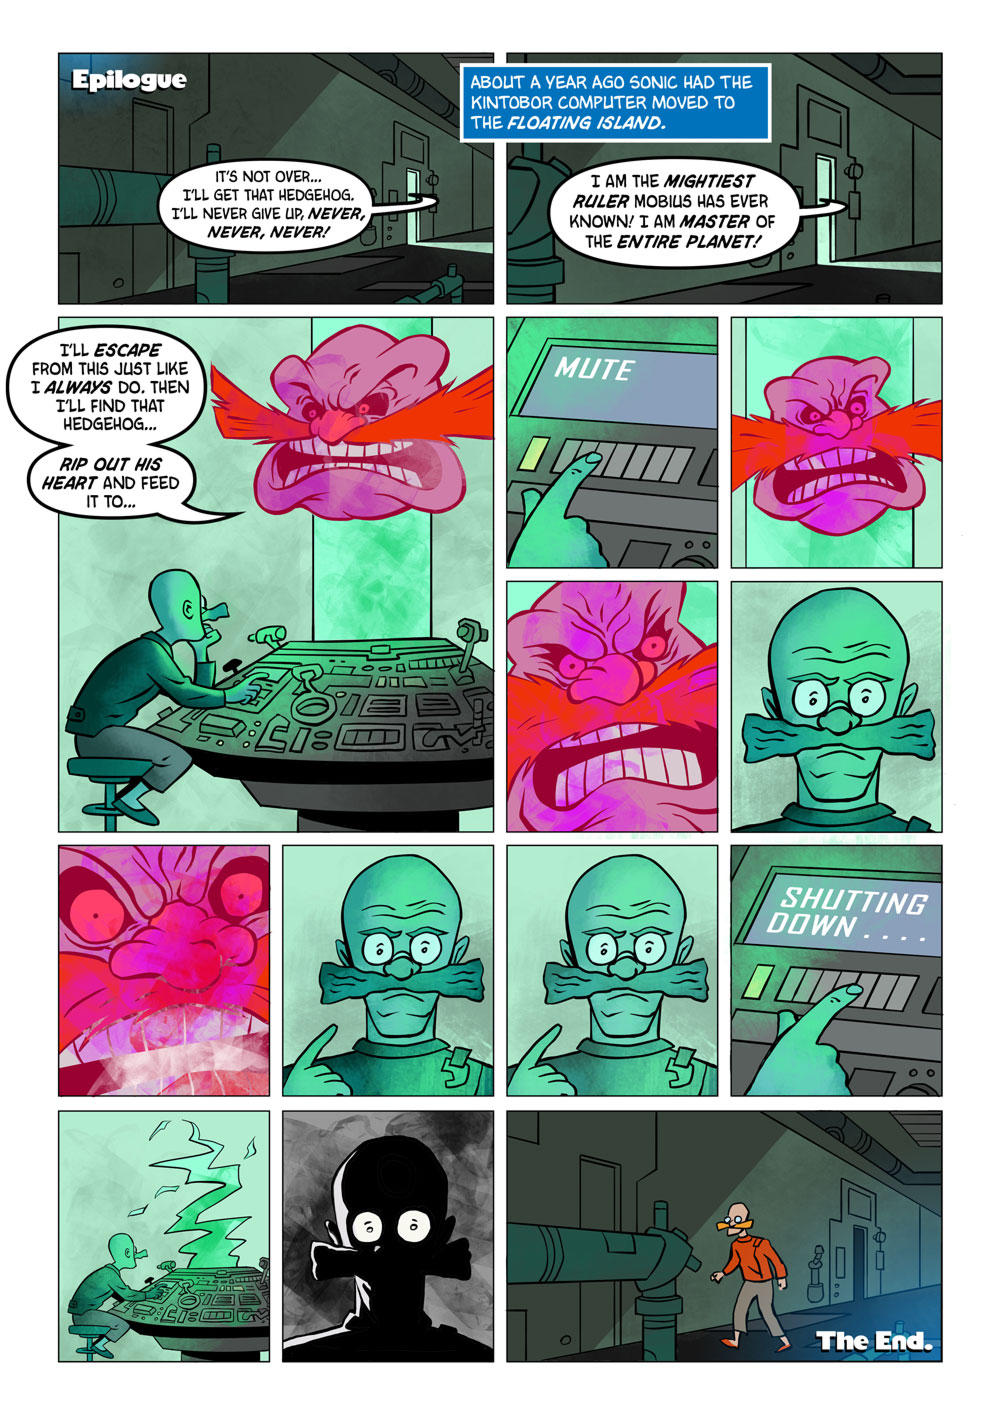 Epilogue
ABOUT A YEAR AGO SONIC HAD THE
KINTOBOR COMPUTER MOVED TO
THE FLOATING ISLAND.
IT'S NOT OVER...
I'LL GET THAT HEDGEHOG.
I'LL NEVER GIVE UP, NEVER,
NEVER, NEVER!
I AM THE MIGHTIEST
RULER MOBIUS HAS EVER
KNOWN! I AM MASTER OF
THE ENTIRE PLANET!
I'LL ESCAPE
FROM THIS JUST LIKE
I ALWAYS DO. THEN
I'LL FIND THAT
HEDGEHOG...
RIP OUT HIS
HEART AND FEED
IT TO...
MUTE
SHUTTING
DOWN....
The End.